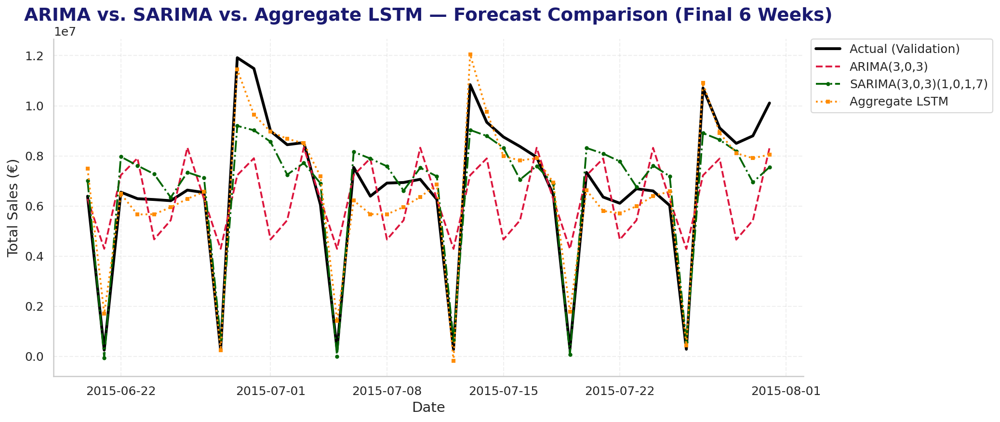 ARIMA vs. SARIMA vs. Aggregate LSTM — Forecast Comparison (Final 6 Weeks)
1e7
1.2
1.0
0.8
0.6
0.4
0.2
0.0
Total Sales (€)
2015-06-22
2015-07-01
2015-07-08
2015-07-15
2015-07-22
2015-08-01
Date
Actual (Validation)
ARIMA(3,0,3)
SARIMA(3,0,3)(1,0,1,7)
Aggregate LSTM